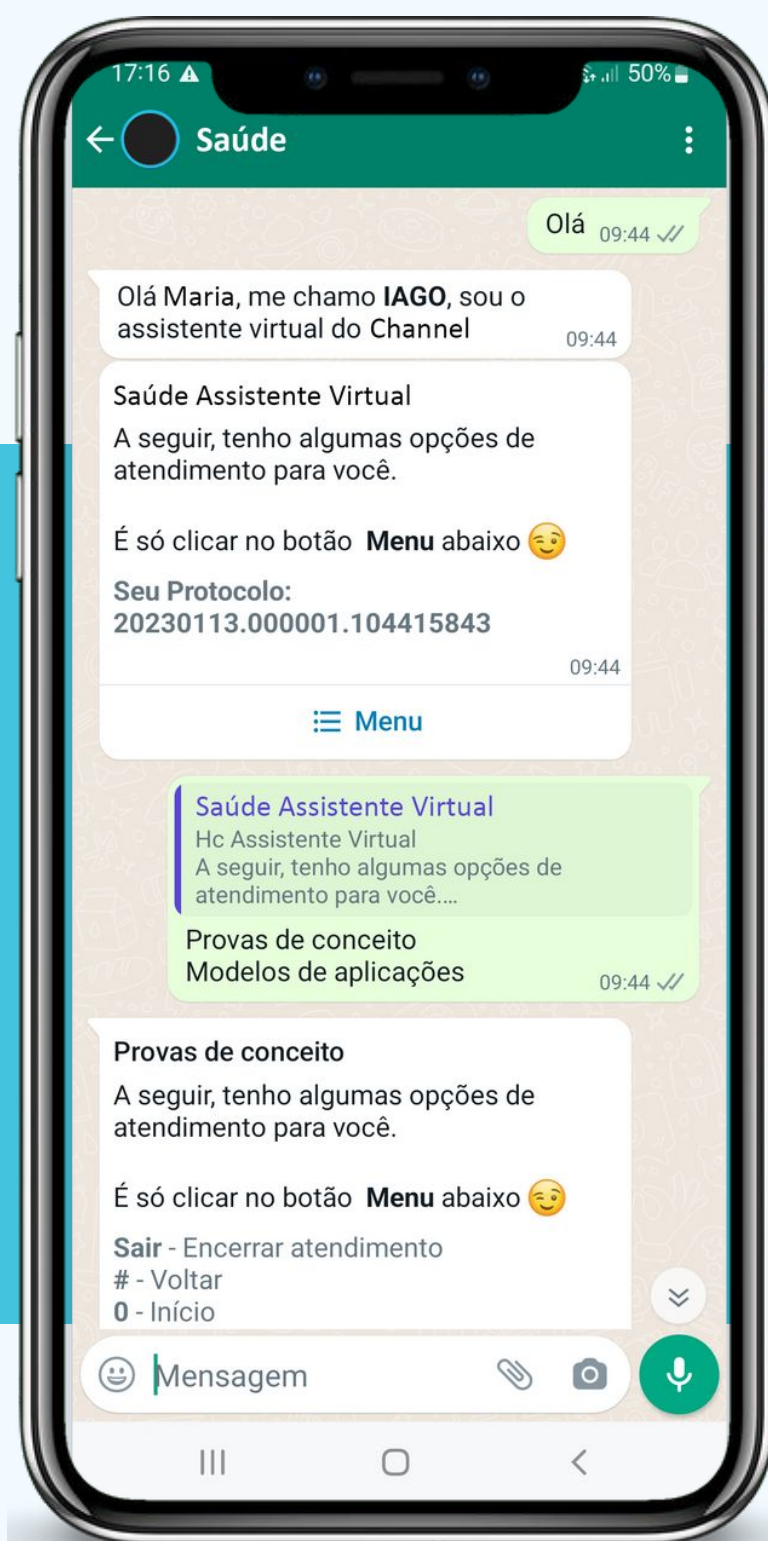 17:16
50%
Saúde
Olá 09:44
Olá Maria, me chamo IAGO, sou o
assistente virtual do Channel
09:44
Saúde Assistente Virtual
A seguir, tenho algumas opções de
atendimento para você.
É só clicar no botão Menu abaixo 😉
Seu Protocolo:
20230113.000001.104415843
09:44
Menu
Saúde Assistente Virtual
Hc Assistente Virtual
A seguir, tenho algumas opções de
atendimento para você....
Provas de conceito
Modelos de aplicações
09:44
Provas de conceito
A seguir, tenho algumas opções de
atendimento para você.
É só clicar no botão Menu abaixo 😉
Sair - Encerrar atendimento
# - Voltar
0 - Início
Mensagem